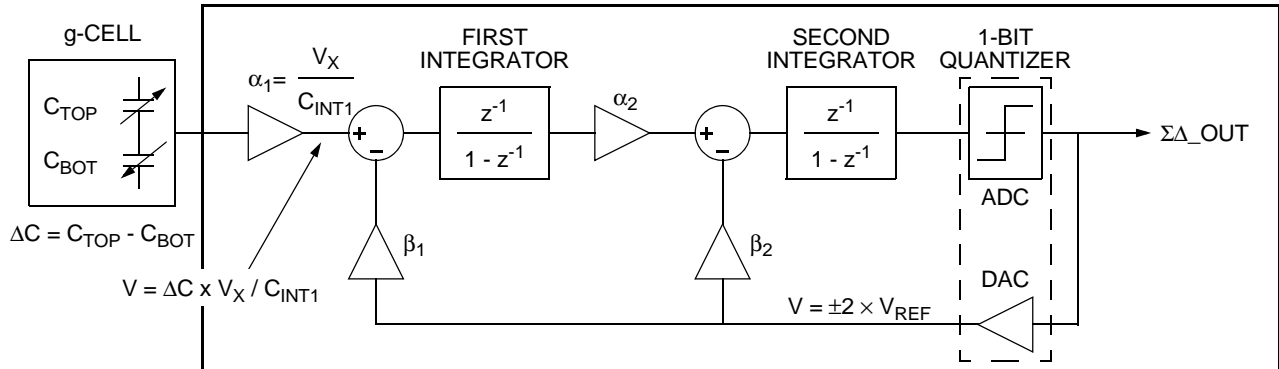 g-CELL
C_TOP
C_BOT
ΔC = C_TOP - C_BOT
α₁=
V_X
C_INT1
V = ΔC x V_X / C_INT1
+
−
β₁
FIRST
INTEGRATOR
z⁻¹
1 - z⁻¹
α₂
+
−
β₂
SECOND
INTEGRATOR
z⁻¹
1 - z⁻¹
1-BIT
QUANTIZER
ADC
DAC
V = ±2 × V_REF
ΣΔ_OUT